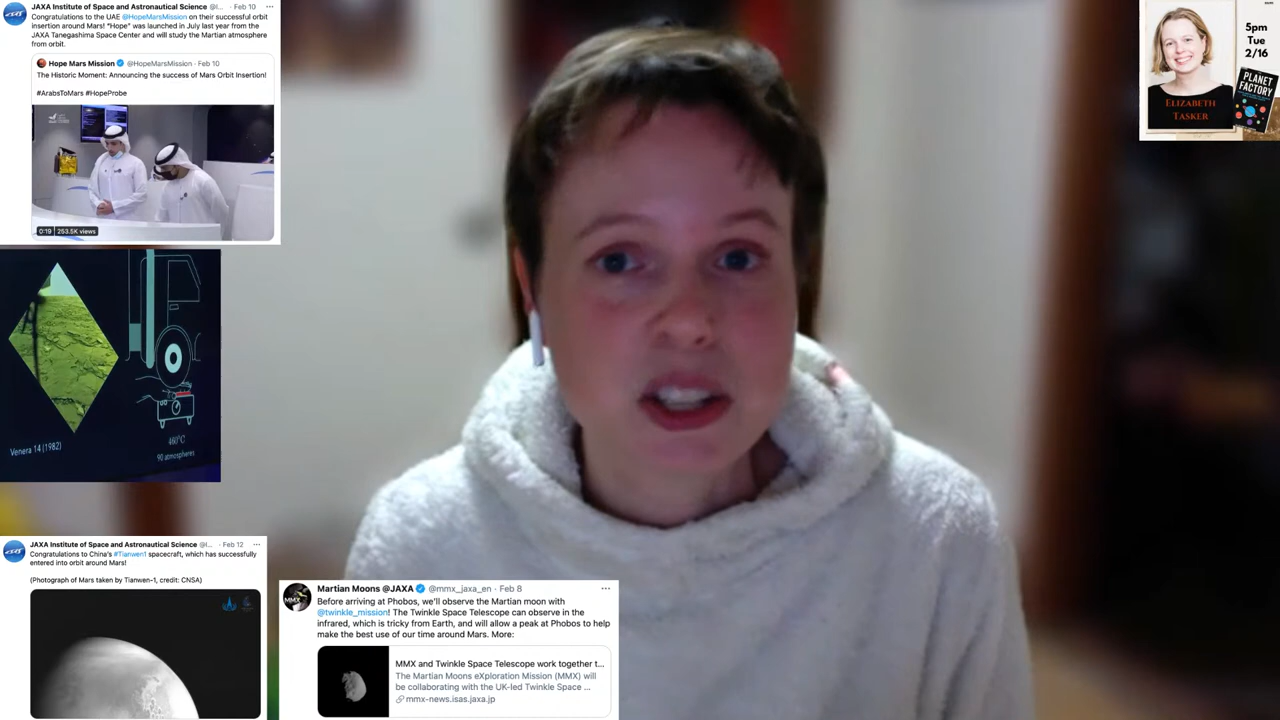 JAXA Institute of Space and Astronautical Science @I... · Feb 10
Congratulations to the UAE @HopeMarsMission on their successful orbit
insertion around Mars! "Hope" was launched in July last year from the
JAXA Tanegashima Space Center and will study the Martian atmosphere
from orbit.
Hope Mars Mission @HopeMarsMission · Feb 10
The Historic Moment: Announcing the success of Mars Orbit Insertion!
#ArabsToMars #HopeProbe
0:19 253.5K views
5pm
Tue
2/16
PLANET
FACTORY
ELIZABETH
TASKER
Venera 14 (1982)
460°C
90 atmospheres
JAXA Institute of Space and Astronautical Science @I... · Feb 12
Congratulations to China's #Tianwen1 spacecraft, which has successfully
entered into orbit around Mars!
(Photograph of Mars taken by Tianwen-1, credit: CNSA)
Martian Moons @JAXA @mmx_jaxa_en · Feb 8
Before arriving at Phobos, we'll observe the Martian moon with
@twinkle_mission! The Twinkle Space Telescope can observe in the
infrared, which is tricky from Earth, and will allow a peak at Phobos to help
make the best use of our time around Mars. More:
MMX and Twinkle Space Telescope work together t...
The Martian Moons eXploration Mission (MMX) will
be collaborating with the UK-led Twinkle Space ...
mmx-news.isas.jaxa.jp